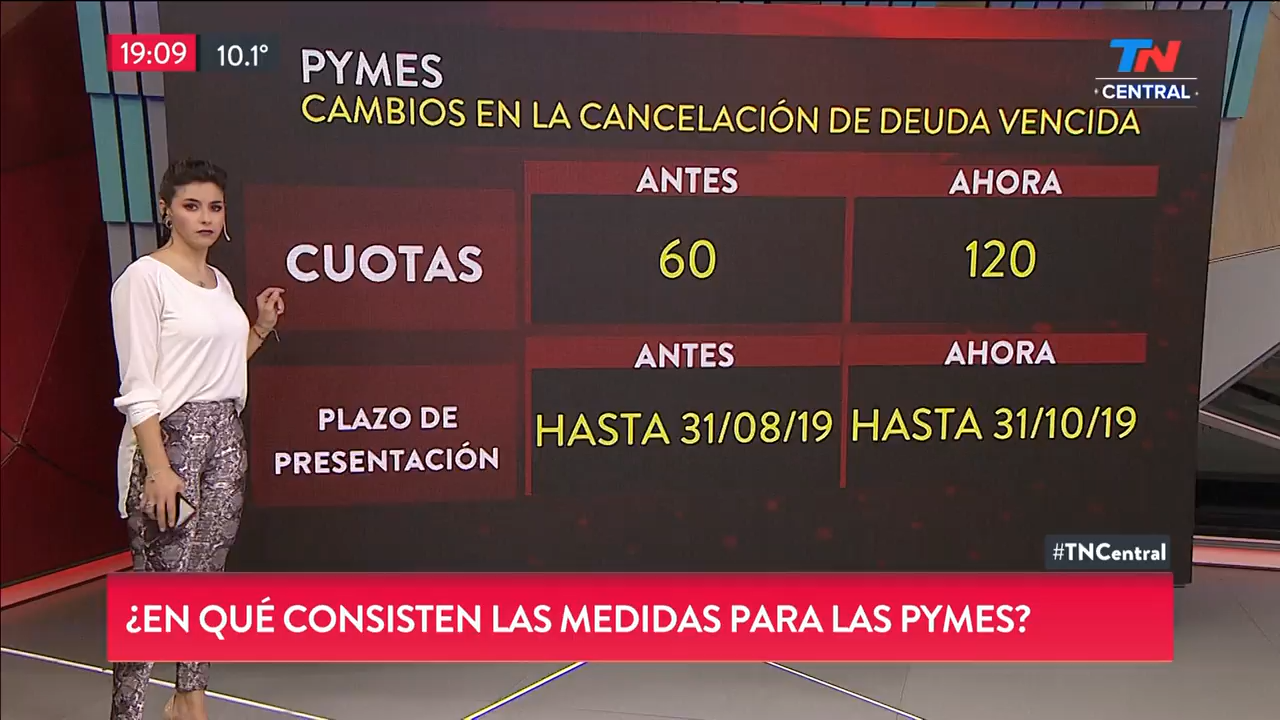 19:09 10.1°
TN
CENTRAL
PYMES
CAMBIOS EN LA CANCELACIÓN DE DEUDA VENCIDA
ANTES AHORA
CUOTAS 60 120
ANTES AHORA
PLAZO DE
PRESENTACIÓN
HASTA 31/08/19 HASTA 31/10/19
#TNCentral
¿EN QUÉ CONSISTEN LAS MEDIDAS PARA LAS PYMES?